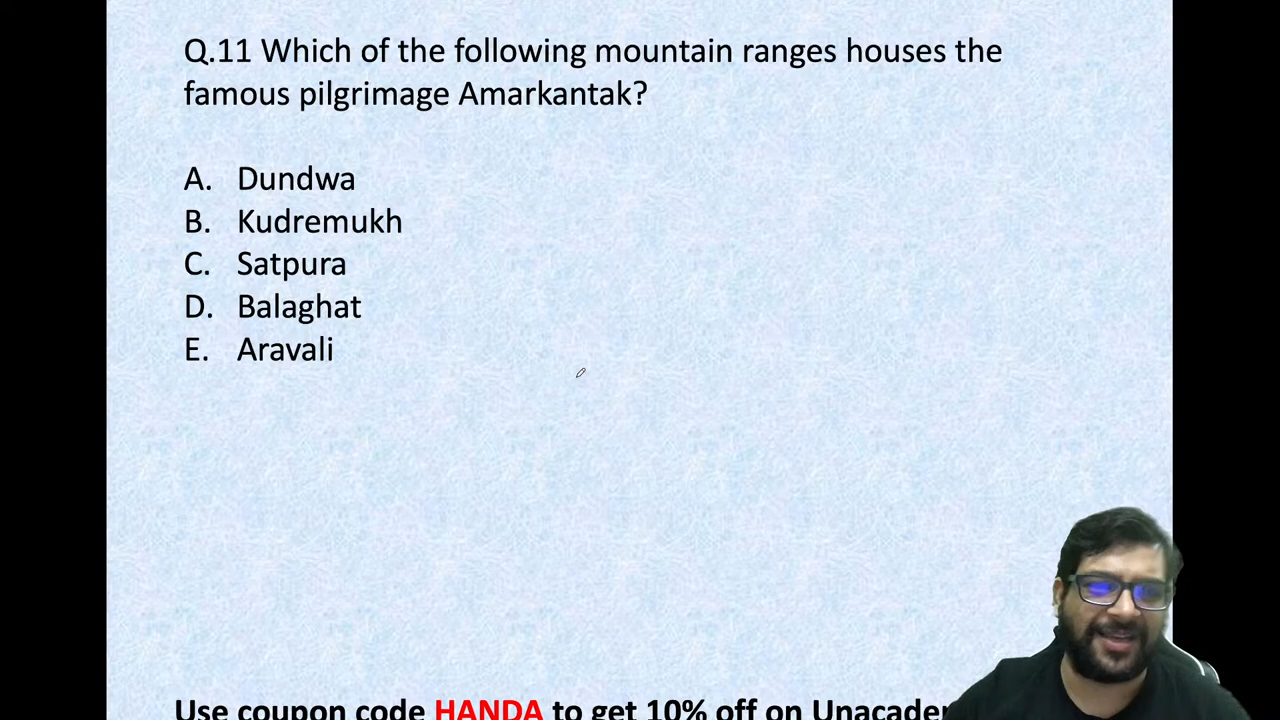 Q.11 Which of the following mountain ranges houses the
famous pilgrimage Amarkantak?
A. Dundwa
B. Kudremukh
C. Satpura
D. Balaghat
E. Aravali
Use coupon code HANDA to get 10% off on